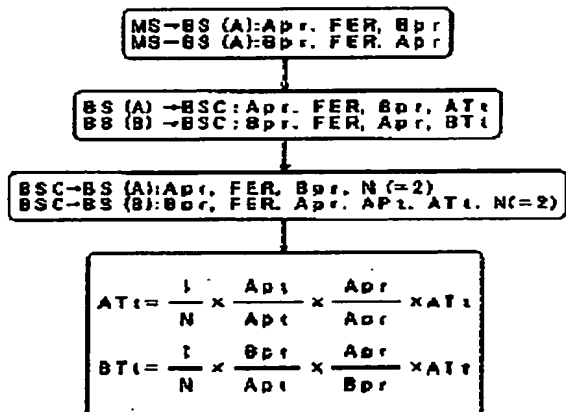 MS→BS (A):Apr. FER, Bpr
MS—BS (A):Bpr. FER. Apr
BS (A) →BSC: Apr. FER, Bpr, ATt
BS (B) →BSC: Bpr. FER, Apr, BTt
BSC→BS (A):Apr, FER, Bpr, N (=2)
BSC→BS (B):Bpr, FER. Apr. APt. ATt. N(=2)
ATt = 1/N × Apt/Apt × Apr/Apr × ATt
BTt = 1/N × Bpt/Apt × Apr/Bpr × ATt